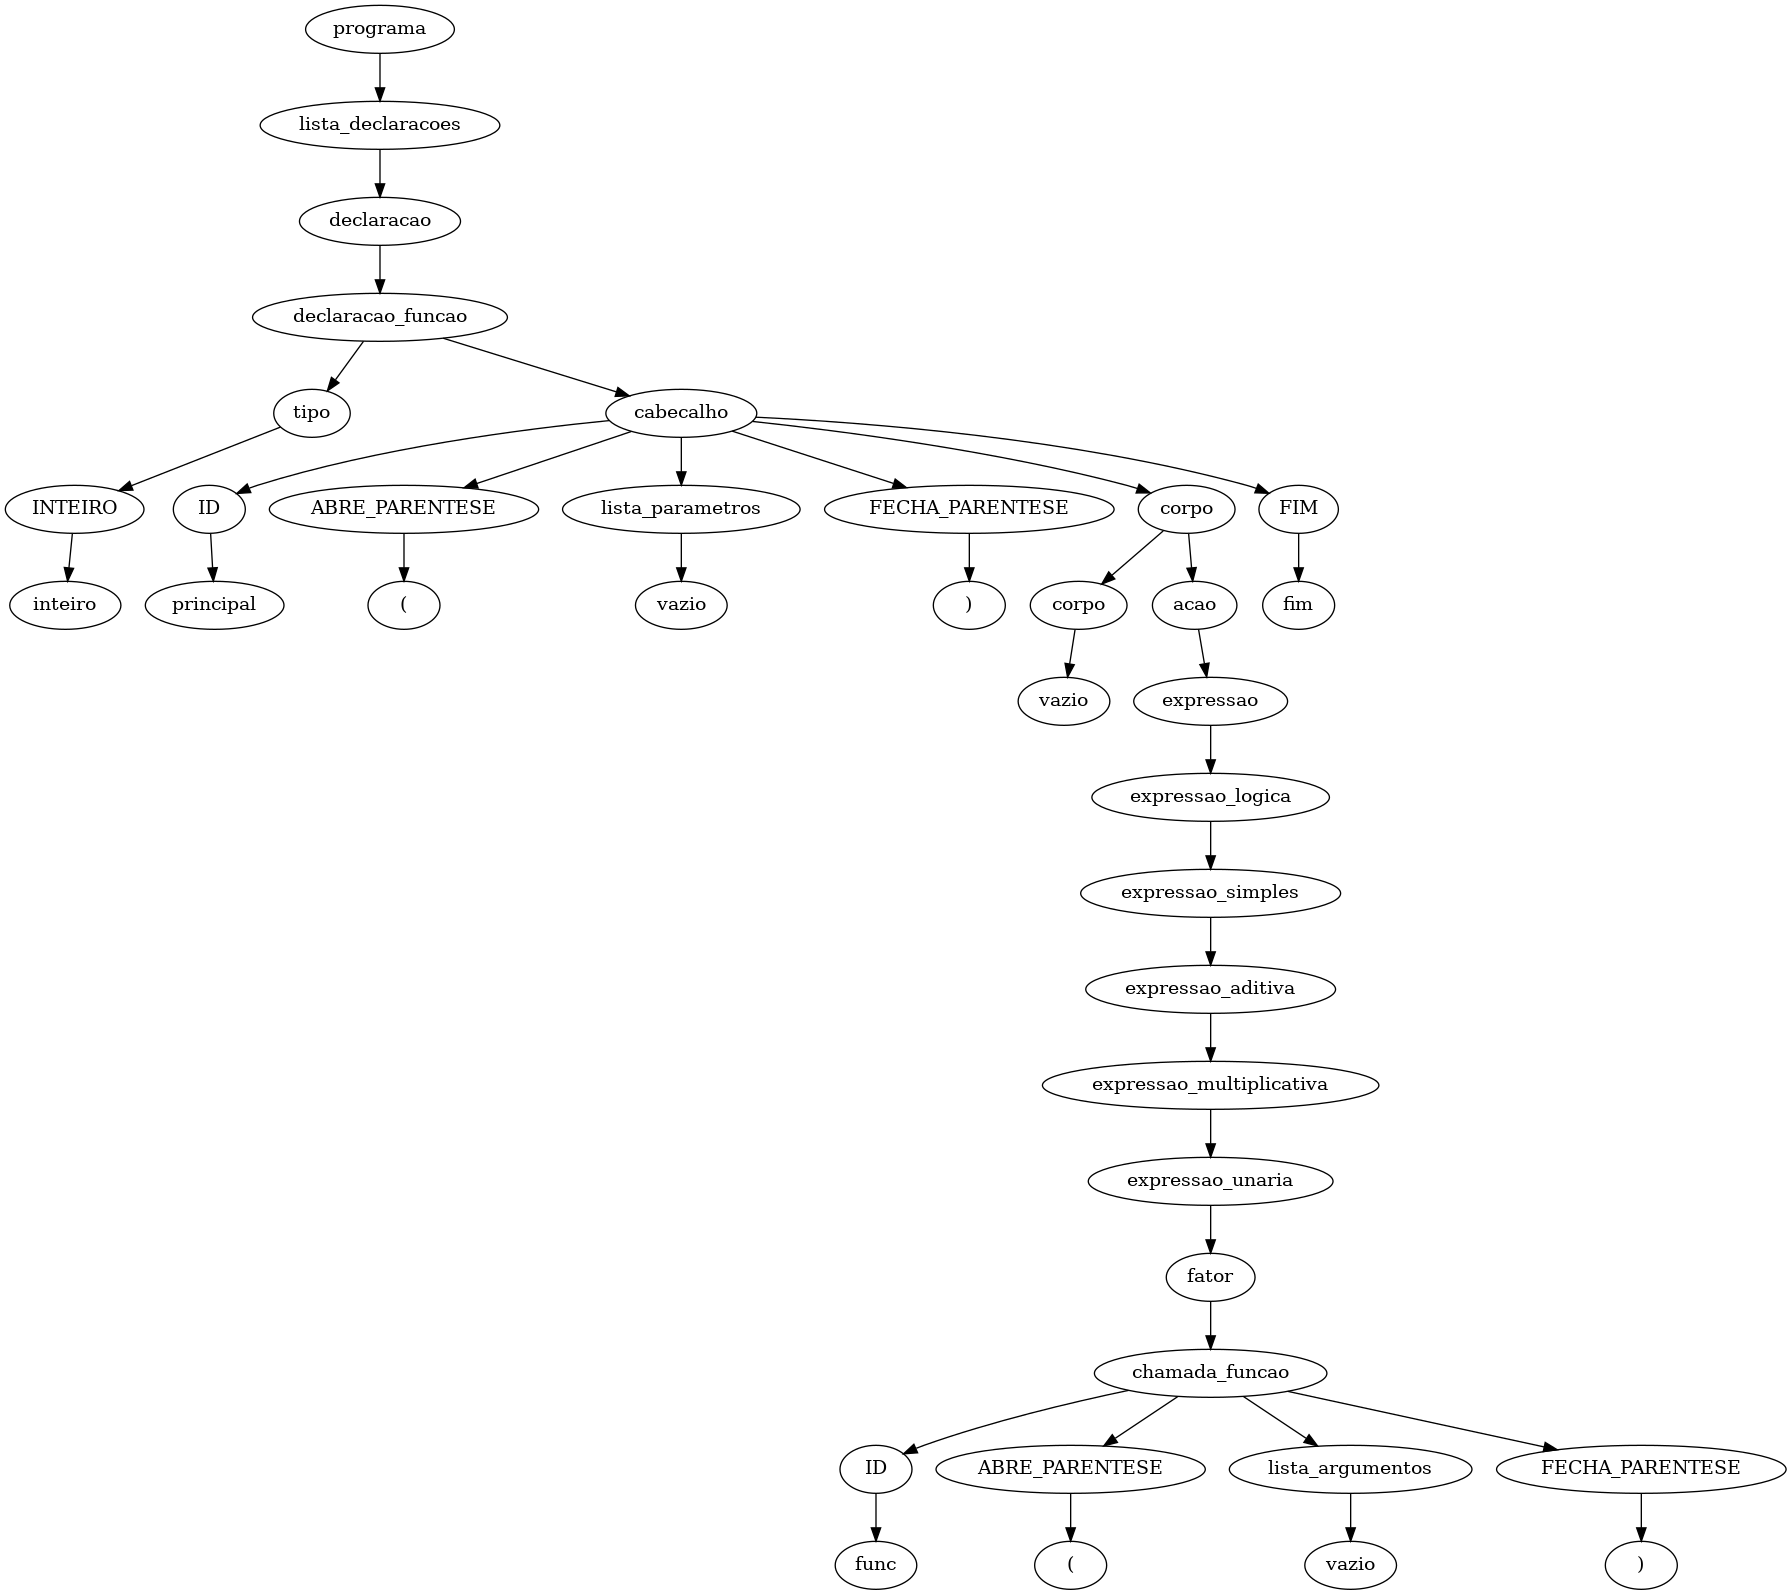 programa
lista_declaracoes
declaracao
declaracao_funcao
tipo
cabecalho
INTEIRO
ID
ABRE_PARENTESE
lista_parametros
FECHA_PARENTESE
corpo
FIM
inteiro
principal
(
vazio
)
corpo
acao
fim
vazio
expressao
expressao_logica
expressao_simples
expressao_aditiva
expressao_multiplicativa
expressao_unaria
fator
chamada_funcao
ID
ABRE_PARENTESE
lista_argumentos
FECHA_PARENTESE
func
(
vazio
)